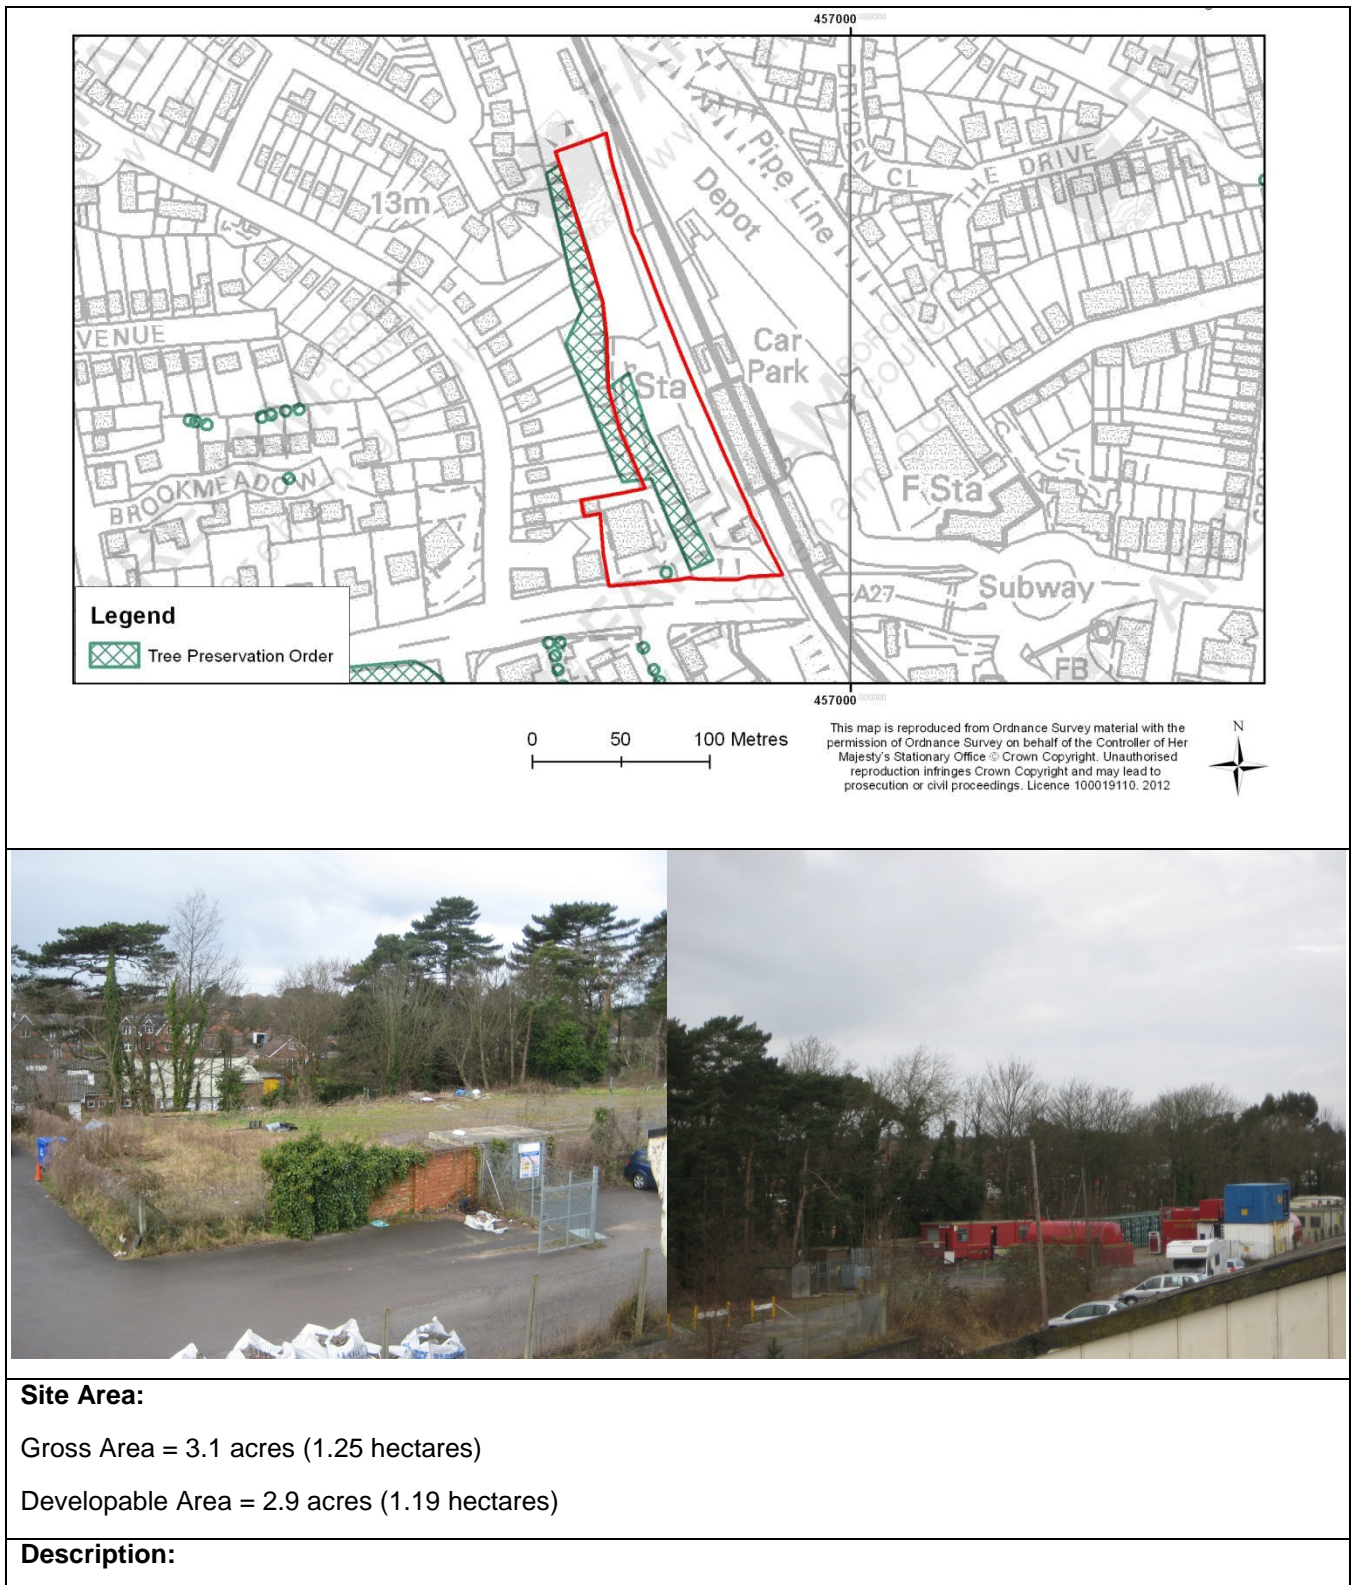 457000
13m
DRYDEN
CL
THE DRIVE
Pipe Line
Depot
VENUE
Car
Park
Sta
BROOKMEADOW
F Sta
Subway
A27
FB
Legend
Tree Preservation Order
457000
0 50 100 Metres
This map is reproduced from Ordnance Survey material with the
permission of Ordnance Survey on behalf of the Controller of Her
Majesty's Stationary Office © Crown Copyright. Unauthorised
reproduction infringes Crown Copyright and may lead to
prosecution or civil proceedings. Licence 100019110. 2012
N
Site Area:
Gross Area = 3.1 acres (1.25 hectares)
Developable Area = 2.9 acres (1.19 hectares)
Description: